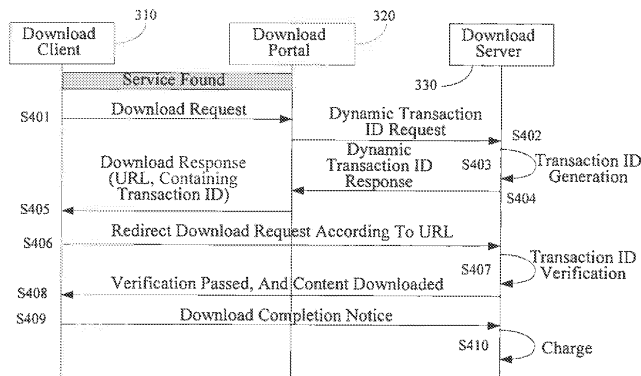 310
320
Download
Client
Download
Portal
Download
Server
330
Service Found
S401
Download Request
Dynamic Transaction
ID Request
S402
S403
Transaction ID
Generation
Download Response
(URL, Containing
Transaction ID)
Dynamic
Transaction ID
Response
S404
S405
S406
Redirect Download Request According To URL
S407
Transaction ID
Verification
Verification Passed, And Content Downloaded
S408
S409
Download Completion Notice
S410
Charge